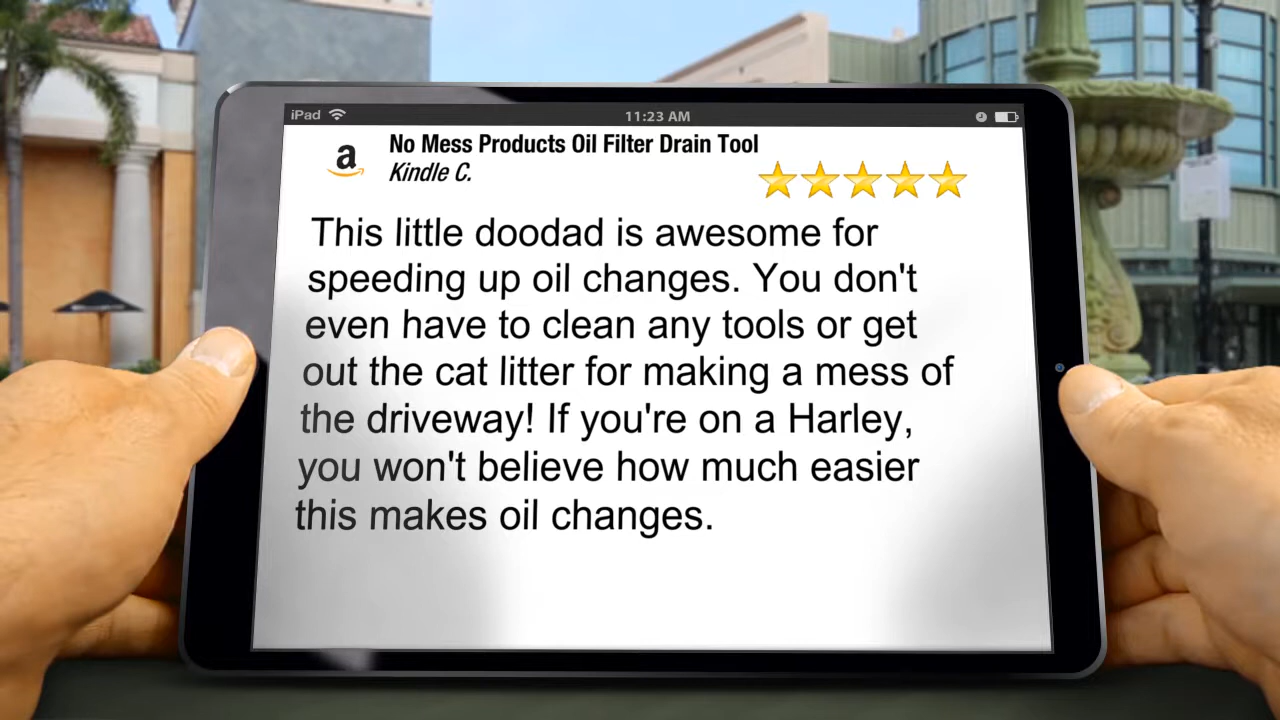 iPad 11:23 AM
a
No Mess Products Oil Filter Drain Tool
Kindle C.
This little doodad is awesome for
speeding up oil changes. You don't
even have to clean any tools or get
out the cat litter for making a mess of
the driveway! If you're on a Harley,
you won't believe how much easier
this makes oil changes.